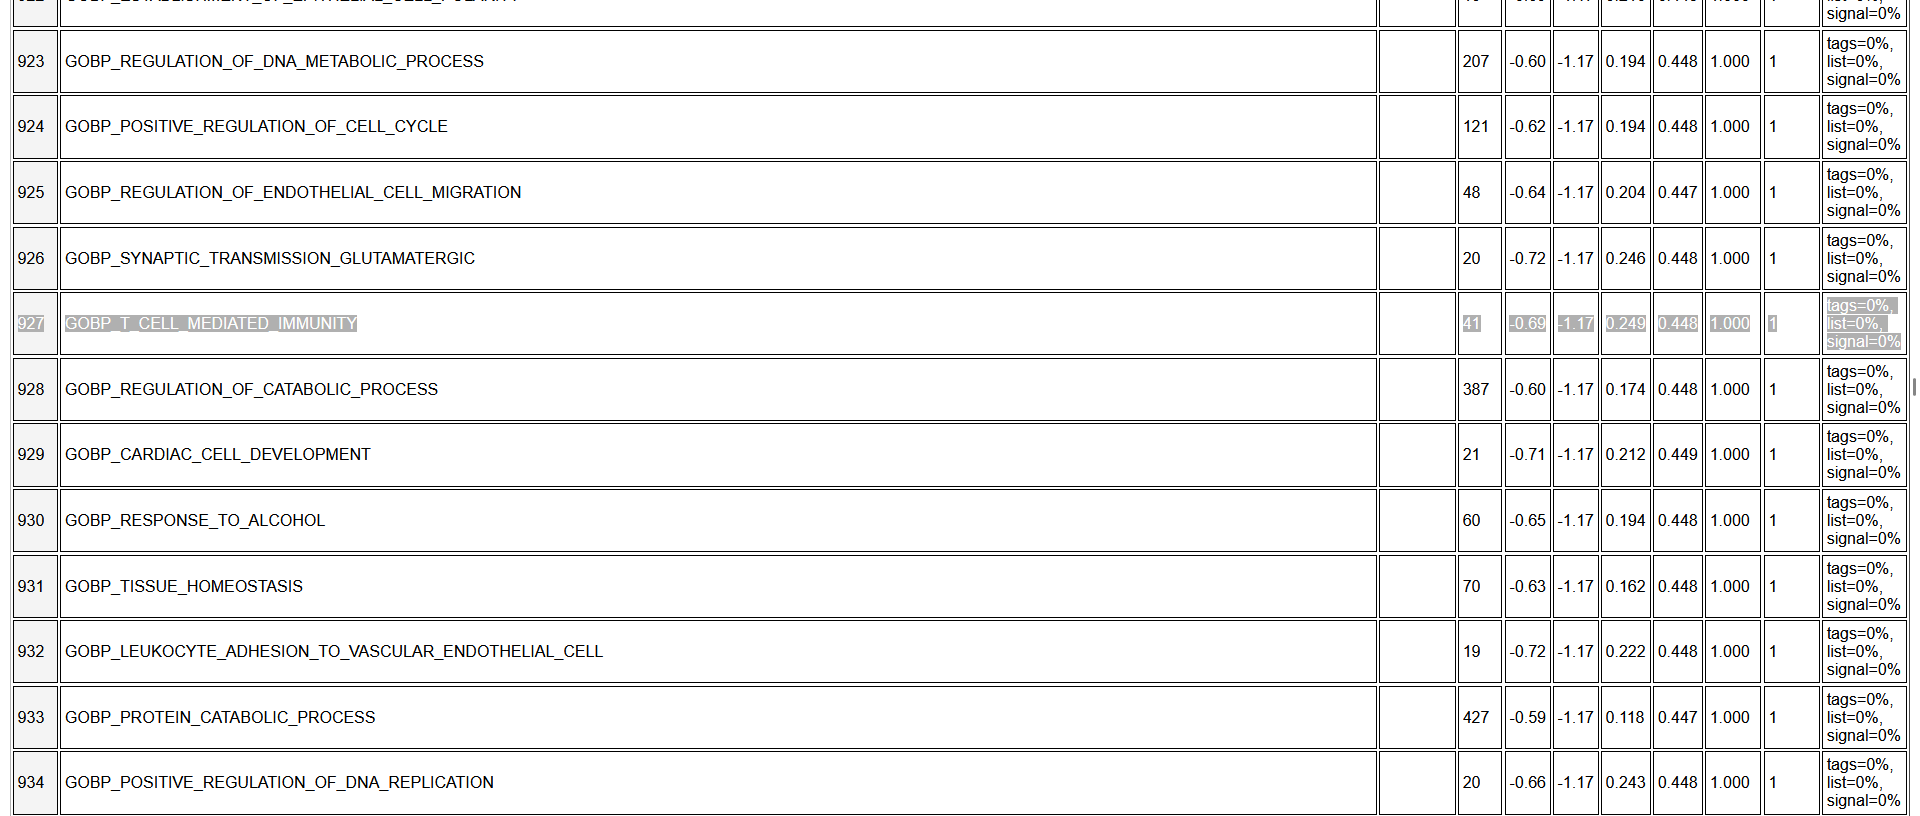 signal=0%
923 GOBP_REGULATION_OF_DNA_METABOLIC_PROCESS 207 -0.60 -1.17 0.194 0.448 1.000 1 tags=0%, list=0%, signal=0%
924 GOBP_POSITIVE_REGULATION_OF_CELL_CYCLE 121 -0.62 -1.17 0.194 0.448 1.000 1 tags=0%, list=0%, signal=0%
925 GOBP_REGULATION_OF_ENDOTHELIAL_CELL_MIGRATION 48 -0.64 -1.17 0.204 0.447 1.000 1 tags=0%, list=0%, signal=0%
926 GOBP_SYNAPTIC_TRANSMISSION_GLUTAMATERGIC 20 -0.72 -1.17 0.246 0.448 1.000 1 tags=0%, list=0%, signal=0%
927 GOBP_T_CELL_MEDIATED_IMMUNITY 41 -0.69 -1.17 0.249 0.448 1.000 1 tags=0%, list=0%, signal=0%
928 GOBP_REGULATION_OF_CATABOLIC_PROCESS 387 -0.60 -1.17 0.174 0.448 1.000 1 tags=0%, list=0%, signal=0%
929 GOBP_CARDIAC_CELL_DEVELOPMENT 21 -0.71 -1.17 0.212 0.449 1.000 1 tags=0%, list=0%, signal=0%
930 GOBP_RESPONSE_TO_ALCOHOL 60 -0.65 -1.17 0.194 0.448 1.000 1 tags=0%, list=0%, signal=0%
931 GOBP_TISSUE_HOMEOSTASIS 70 -0.63 -1.17 0.162 0.448 1.000 1 tags=0%, list=0%, signal=0%
932 GOBP_LEUKOCYTE_ADHESION_TO_VASCULAR_ENDOTHELIAL_CELL 19 -0.72 -1.17 0.222 0.448 1.000 1 tags=0%, list=0%, signal=0%
933 GOBP_PROTEIN_CATABOLIC_PROCESS 427 -0.59 -1.17 0.118 0.447 1.000 1 tags=0%, list=0%, signal=0%
934 GOBP_POSITIVE_REGULATION_OF_DNA_REPLICATION 20 -0.66 -1.17 0.243 0.448 1.000 1 tags=0%, list=0%, signal=0%